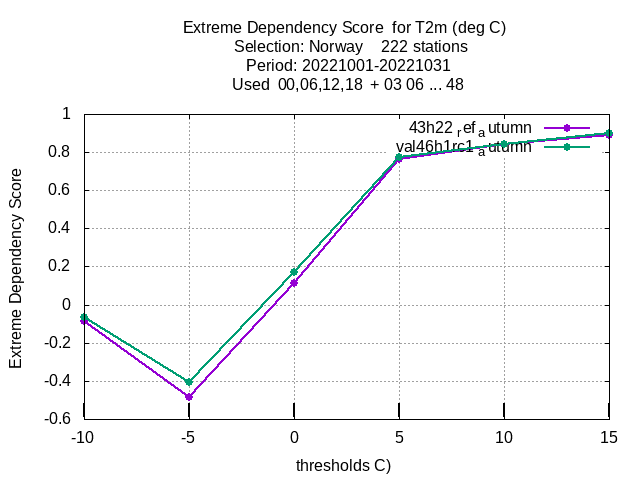 Extreme Dependency Score  for T2m (deg C)
Selection: Norway    222 stations
Period: 20221001-20221031
Used  00,06,12,18  + 03 06 ... 48
43h22 refautumn
val46h1rc1 autumn
1
0.8
0.6
0.4
0.2
0
-0.2
-0.4
-0.6
Extreme Dependency Score
-10 -5 0 5 10 15
thresholds C)